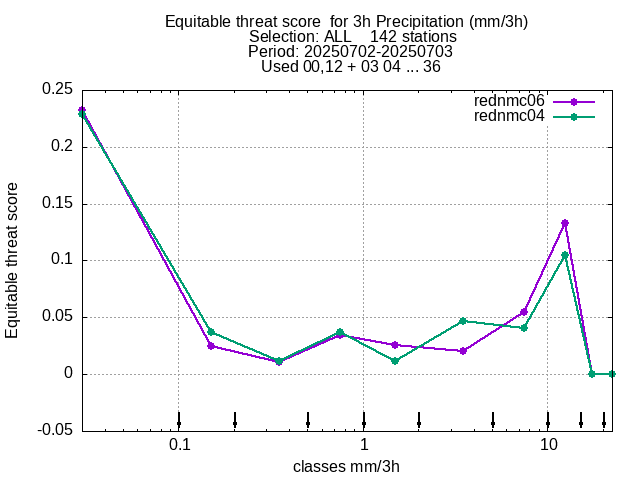 Equitable threat score  for 3h Precipitation (mm/3h)
Selection: ALL    142 stations
Period: 20250702-20250703
Used 00,12 + 03 04 ... 36
rednmc06
rednmc04
0.25
0.2
0.15
0.1
0.05
0
-0.05
Equitable threat score
0.1 1 10
classes mm/3h